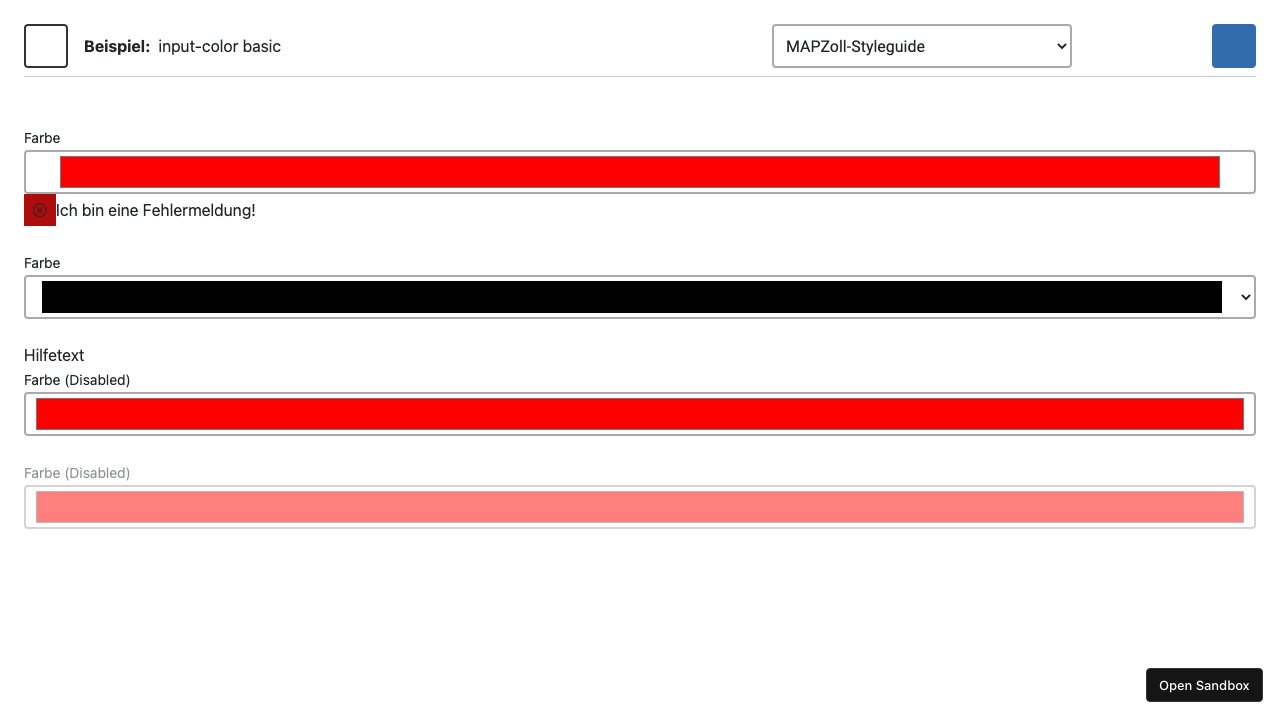 Beispiel: input-color basic
MAPZoll-Styleguide
Farbe
Ich bin eine Fehlermeldung!
Farbe
Hilfetext
Farbe (Disabled)
Farbe (Disabled)
Open Sandbox